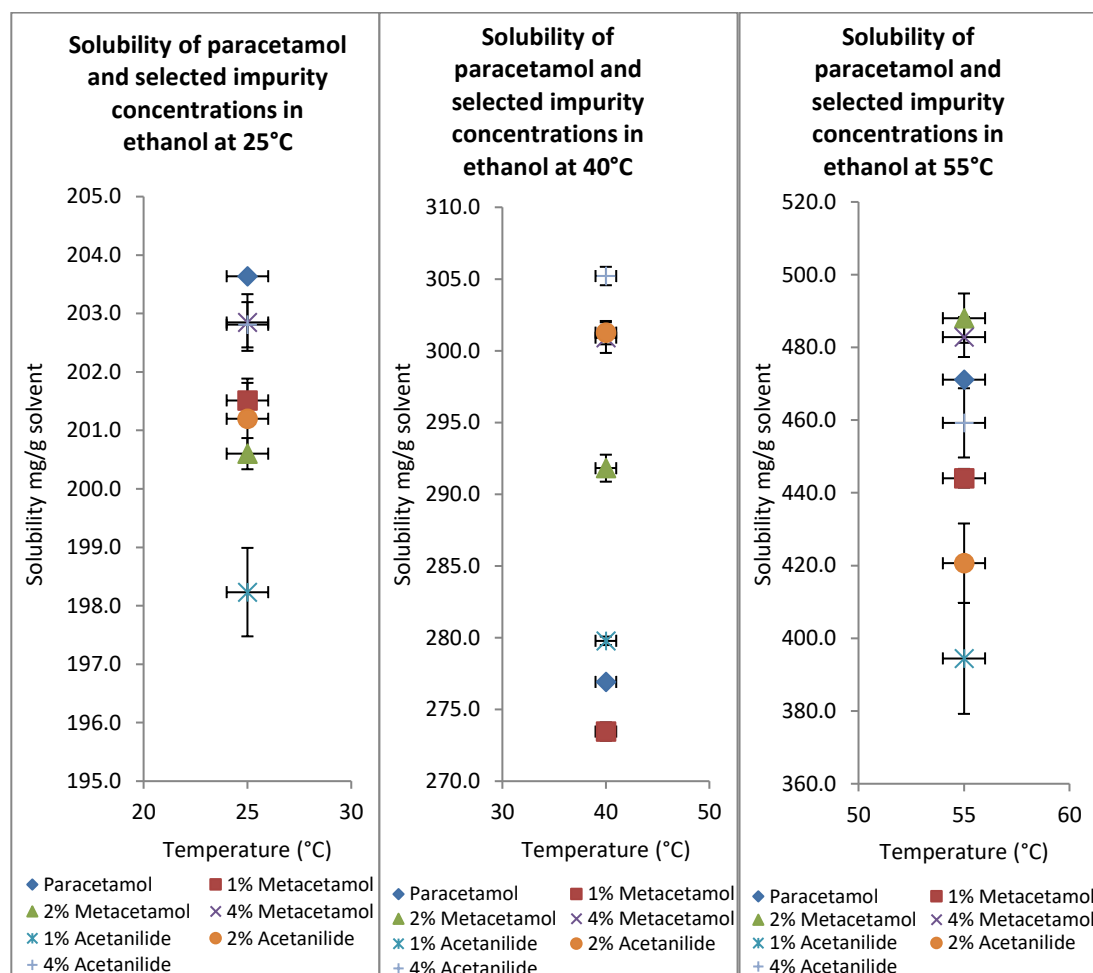 Solubility of paracetamol
and selected impurity
concentrations in
ethanol at 25°C
205.0
204.0
203.0
202.0
201.0
200.0
199.0
198.0
197.0
196.0
195.0
Solubility mg/g solvent
20 25 30
Temperature (°C)
Paracetamol 1% Metacetamol
2% Metacetamol 4% Metacetamol
1% Acetanilide 2% Acetanilide
4% Acetanilide
Solubility of
paracetamol and
selected impurity
concentrations in
ethanol at 40°C
310.0
305.0
300.0
295.0
290.0
285.0
280.0
275.0
270.0
Solubility mg/g solvent
30 40 50
Temperature (°C)
Paracetamol 1% Metacetamol
2% Metacetamol 4% Metacetamol
1% Acetanilide 2% Acetanilide
4% Acetanilide
Solubility of
paracetamol and
selected impurity
concentrations in
ethanol at 55°C
520.0
500.0
480.0
460.0
440.0
420.0
400.0
380.0
360.0
Solubility mg/g solvent
50 55 60
Temperature (°C)
Paracetamol 1% Metacetamol
2% Metacetamol 4% Metacetamol
1% Acetanilide 2% Acetanilide
4% Acetanilide